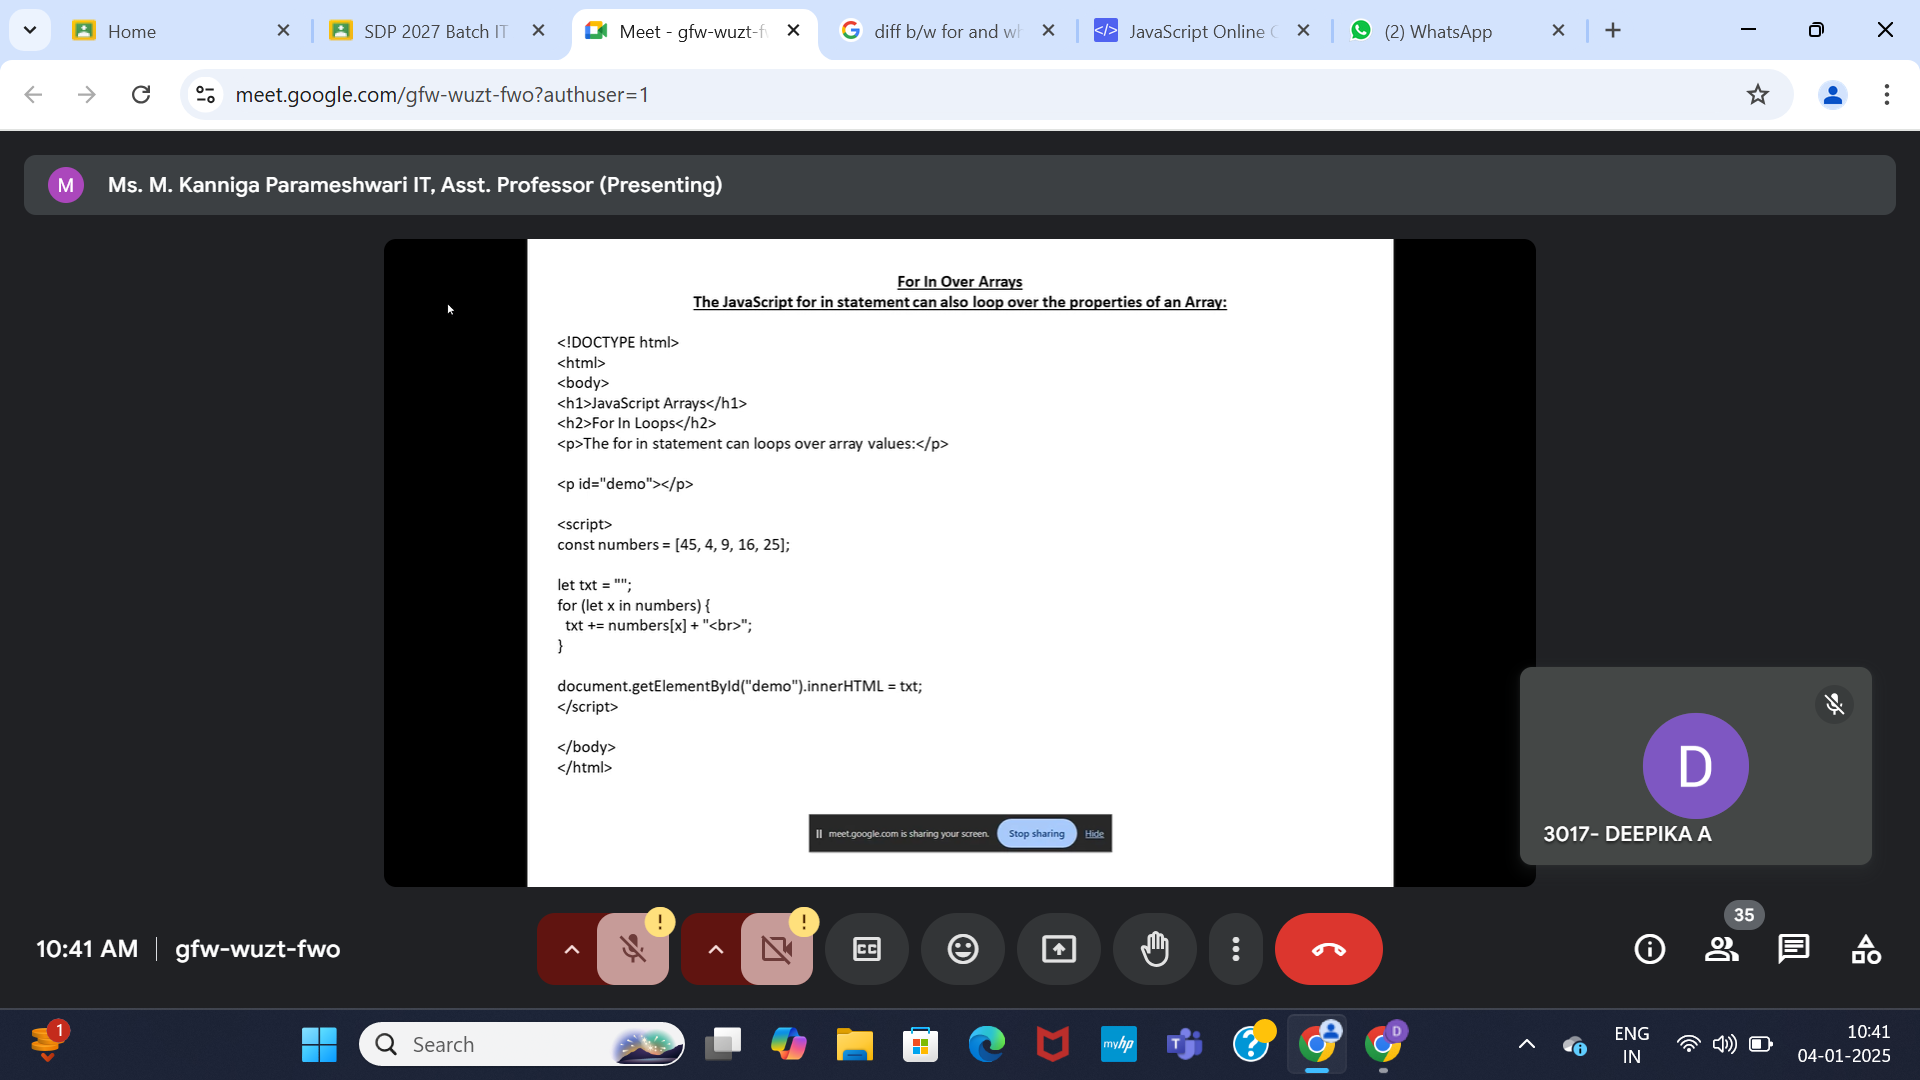 Home
SDP 2027 Batch IT
Meet - gfw-wuzt-f
diff b/w for and wh
JavaScript Online C
(2) WhatsApp
meet.google.com/gfw-wuzt-fwo?authuser=1
M
Ms. M. Kanniga Parameshwari IT, Asst. Professor (Presenting)
For In Over Arrays
The JavaScript for in statement can also loop over the properties of an Array:
<!DOCTYPE html>
<html>
<body>
<h1>JavaScript Arrays</h1>
<h2>For In Loops</h2>
<p>The for in statement can loops over array values:</p>
<p id="demo"></p>
<script>
const numbers = [45, 4, 9, 16, 25];
let txt = "";
for (let x in numbers) {
txt += numbers[x] + "<br>";
}
document.getElementById("demo").innerHTML = txt;
</script>
</body>
</html>
meet.google.com is sharing your screen.
Stop sharing
Hide
D
3017- DEEPIKA A
10:41 AM
gfw-wuzt-fwo
CC
35
1
Search
myhp
D
ENG
IN
10:41
04-01-2025